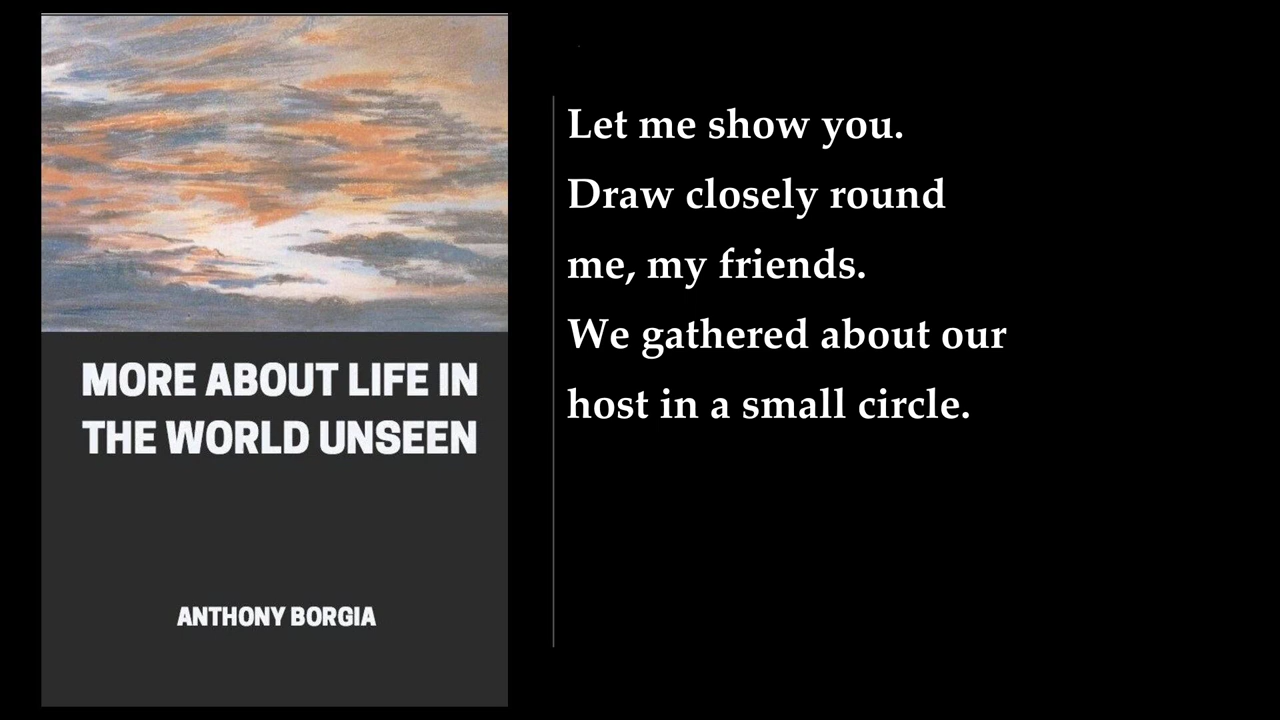 MORE ABOUT LIFE IN
THE WORLD UNSEEN
ANTHONY BORGIA
Let me show you.
Draw closely round
me, my friends.
We gathered about our
host in a small circle.